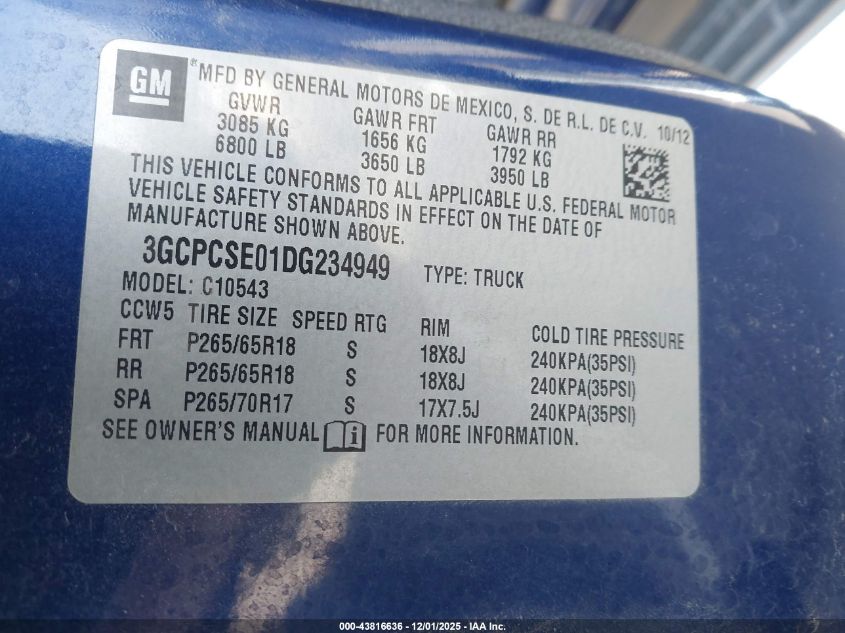 GM
® MFD BY GENERAL MOTORS DE MEXICO, S. DE R.L. DE C.V. 10/12
GVWR GAWR FRT GAWR RR
3085 KG 1656 KG 1792 KG
6800 LB 3650 LB 3950 LB
THIS VEHICLE CONFORMS TO ALL APPLICABLE U.S. FEDERAL MOTOR
VEHICLE SAFETY STANDARDS IN EFFECT ON THE DATE OF
MANUFACTURE SHOWN ABOVE.
3GCPCSE01DG234949 TYPE: TRUCK
MODEL: C10543
CCW5 TIRE SIZE SPEED RTG RIM COLD TIRE PRESSURE
FRT P265/65R18 S 18X8J 240KPA(35PSI)
RR P265/65R18 S 18X8J 240KPA(35PSI)
SPA P265/70R17 S 17X7.5J 240KPA(35PSI)
SEE OWNER'S MANUAL FOR MORE INFORMATION.
000-43816636 - 12/01/2025 - IAA Inc.